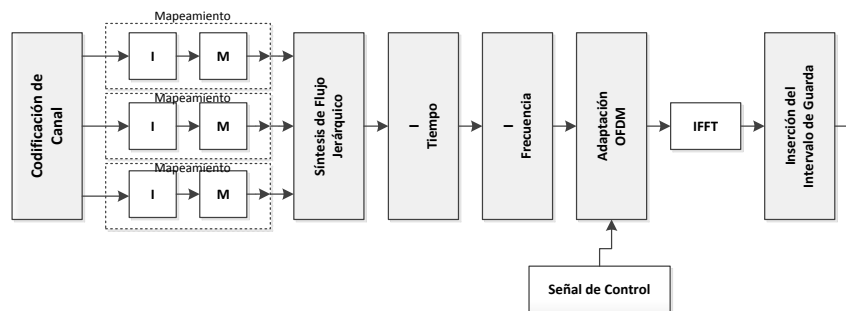 Mapeamiento
I
M
Mapeamiento
I
M
Mapeamiento
I
M
Codificación de
Canal
Síntesis de Flujo
Jerárquico
I
Tiempo
I
Frecuencia
Adaptación
OFDM
IFFT
Inserción del
Intervalo de Guarda
Señal de Control